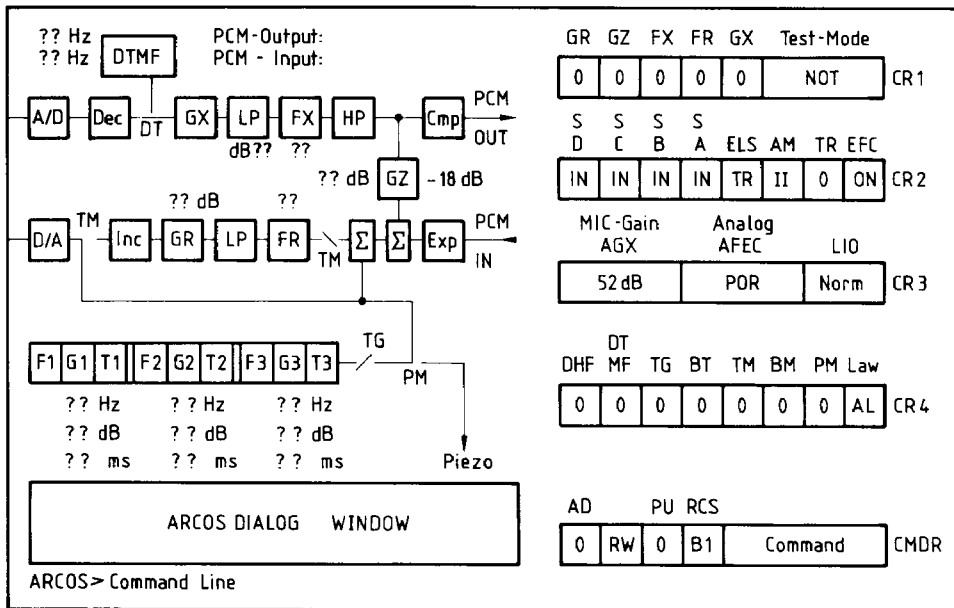 ?? Hz
?? Hz
DTMF
PCM-Output:
PCM - Input:
A/D
Dec
DT
GX
LP
FX
HP
Cmp
PCM
OUT
dB??
??
?? dB
GZ
-18 dB
?? dB
??
D/A
TM
Inc
GR
LP
FR
TM
Σ
Σ
Exp
PCM
IN
F1 G1 T1 F2 G2 T2 F3 G3 T3
TG
PM
?? Hz ?? Hz ?? Hz
?? dB ?? dB ?? dB
?? ms ?? ms ?? ms
Piezo
ARCOS DIALOG WINDOW
ARCOS> Command Line
GR GZ FX FR GX Test-Mode
0 0 0 0 0 NOT CR1
S S S S
D C B A ELS AM TR EFC
IN IN IN IN TR II 0 ON CR2
MIC-Gain Analog
AGX AFEC LIO
52 dB POR Norm CR3
DT
DHF MF TG BT TM BM PM Law
0 0 0 0 0 0 0 AL CR4
AD PU RCS
0 RW 0 B1 Command CMDR